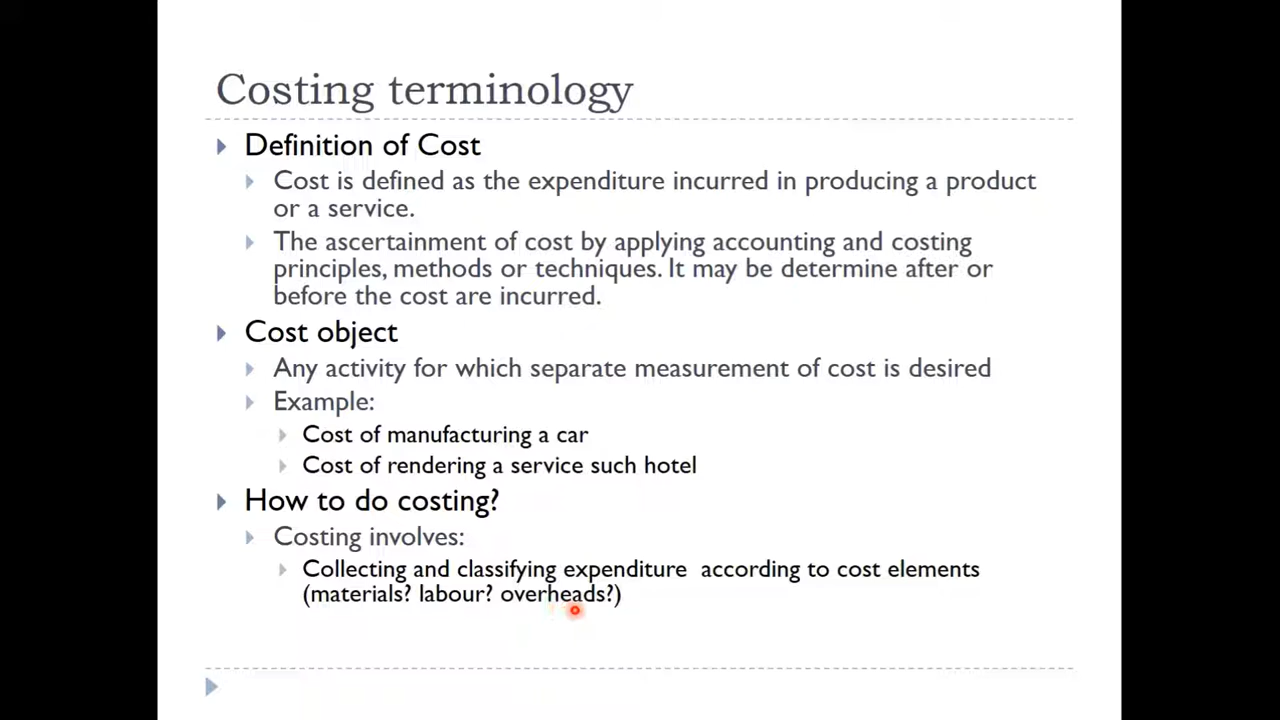 Costing terminology
Definition of Cost
Cost is defined as the expenditure incurred in producing a product
or a service.
The ascertainment of cost by applying accounting and costing
principles, methods or techniques. It may be determine after or
before the cost are incurred.
Cost object
Any activity for which separate measurement of cost is desired
Example:
Cost of manufacturing a car
Cost of rendering a service such hotel
How to do costing?
Costing involves:
Collecting and classifying expenditure  according to cost elements
(materials? labour? overheads?)